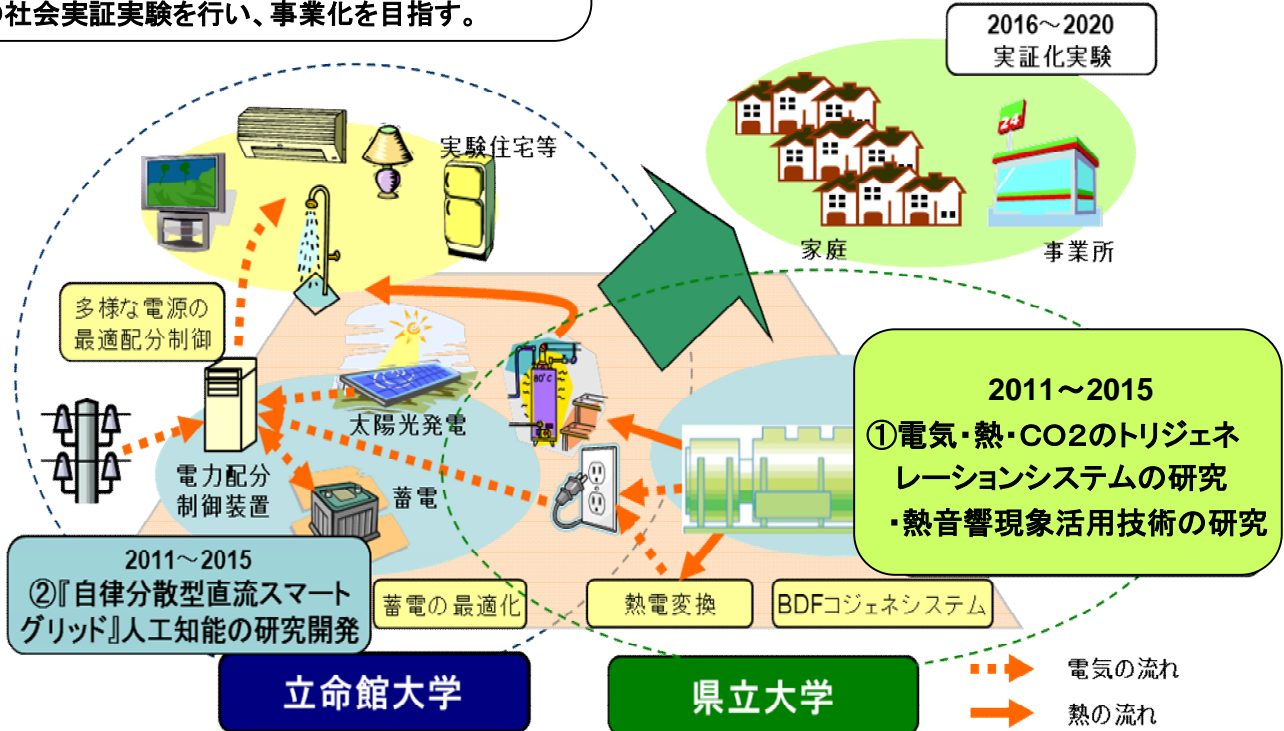 の社会実証実験を行い、事業化を目指す。
2016～2020
実証化実験
実験住宅等
24
家庭
事業所
多様な電源の
最適配分制御
80°C
太陽光発電
電力配分
制御装置
蓄電
2011～2015
①電気・熱・CO2のトリジェネ
レーションシステムの研究
・熱音響現象活用技術の研究
2011～2015
②『自律分散型直流スマート
グリッド』人工知能の研究開発
蓄電の最適化
熱電変換
BDFコジェネシステム
立命館大学
県立大学
電気の流れ
熱の流れ